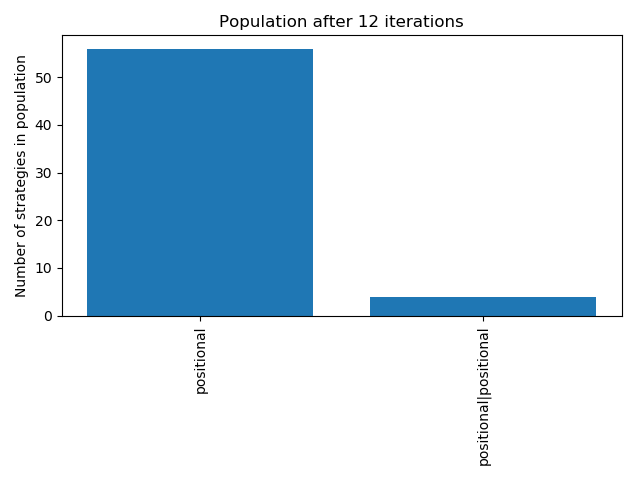 Population after 12 iterations
Number of strategies in population
50
40
30
20
10
0
positional
positional|positional